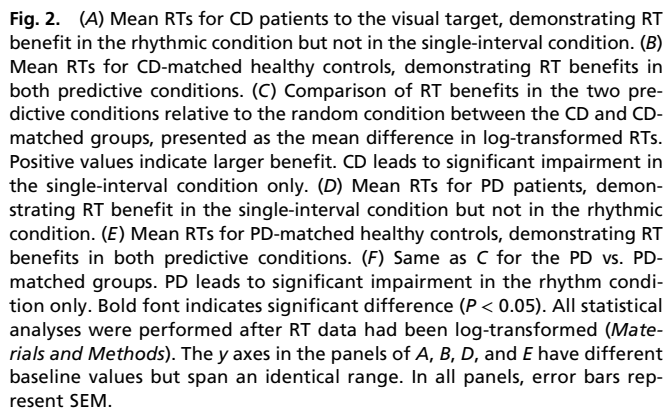 Fig. 2. (A) Mean RTs for CD patients to the visual target, demonstrating RT
benefit in the rhythmic condition but not in the single-interval condition. (B)
Mean RTs for CD-matched healthy controls, demonstrating RT benefits in
both predictive conditions. (C) Comparison of RT benefits in the two pre-
dictive conditions relative to the random condition between the CD and CD-
matched groups, presented as the mean difference in log-transformed RTs.
Positive values indicate larger benefit. CD leads to significant impairment in
the single-interval condition only. (D) Mean RTs for PD patients, demon-
strating RT benefit in the single-interval condition but not in the rhythmic
condition. (E) Mean RTs for PD-matched healthy controls, demonstrating RT
benefits in both predictive conditions. (F) Same as C for the PD vs. PD-
matched groups. PD leads to significant impairment in the rhythm condi-
tion only. Bold font indicates significant difference (P < 0.05). All statistical
analyses were performed after RT data had been log-transformed (Mate-
rials and Methods). The y axes in the panels of A, B, D, and E have different
baseline values but span an identical range. In all panels, error bars rep-
resent SEM.